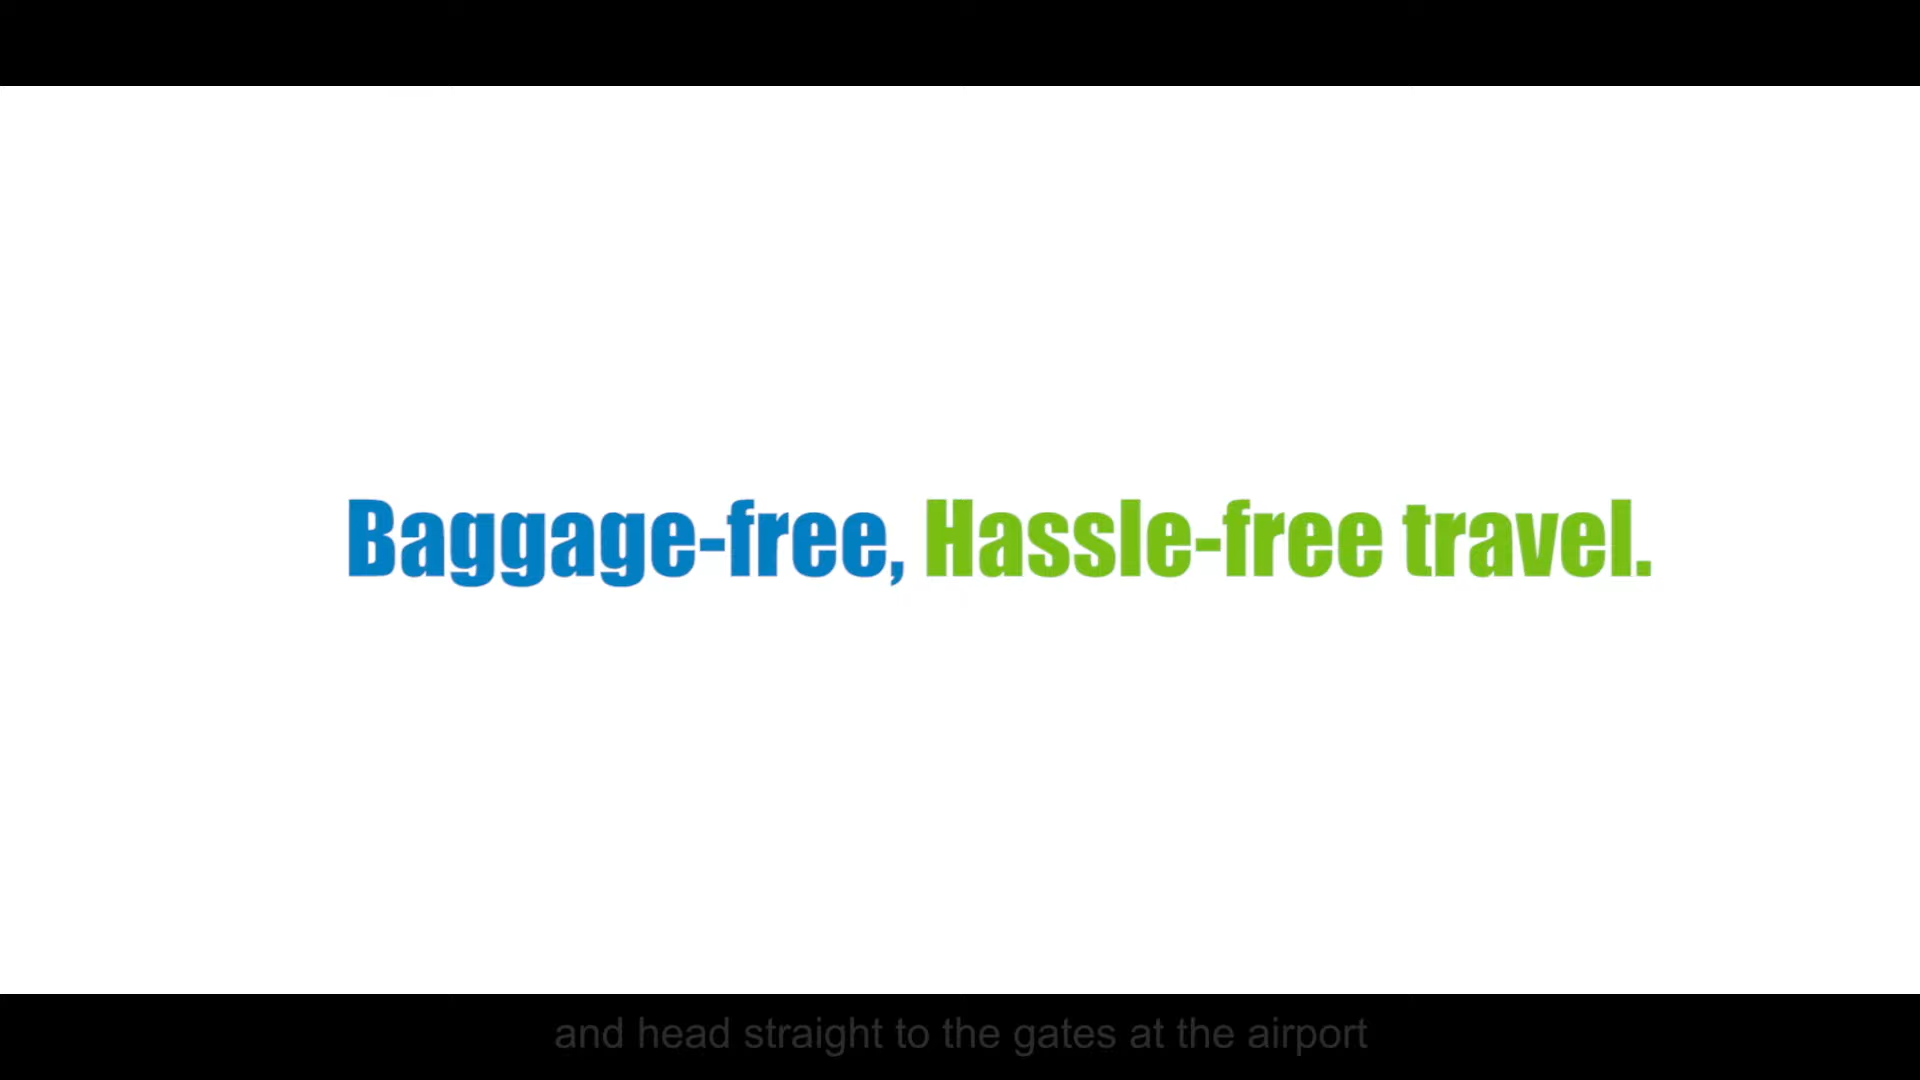 Baggage-free, Hassle-free travel.
and head straight to the gates at the airport